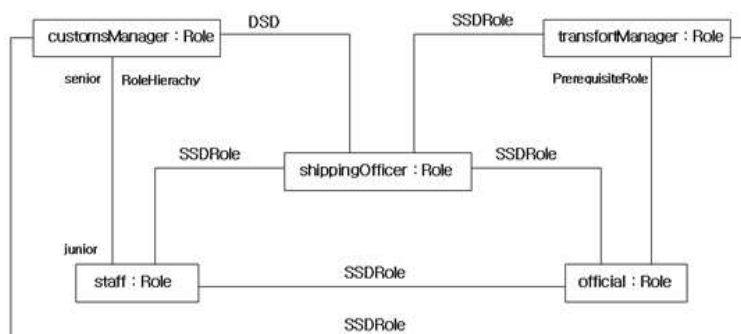 DSD
SSDRole
customsManager : Role
transfortManager : Role
senior
RoleHierachy
PrerequisiteRole
SSDRole
SSDRole
shippingOfficer : Role
junior
staff : Role
SSDRole
official : Role
SSDRole